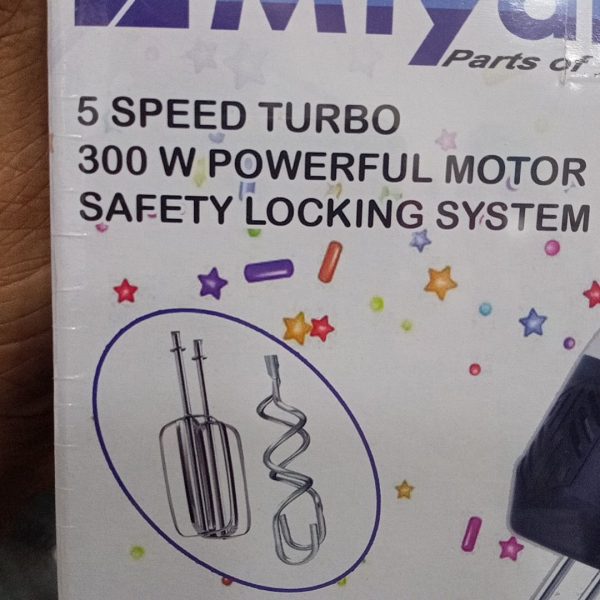 Parts of
5 SPEED TURBO
300 W POWERFUL MOTOR
SAFETY LOCKING SYSTEM